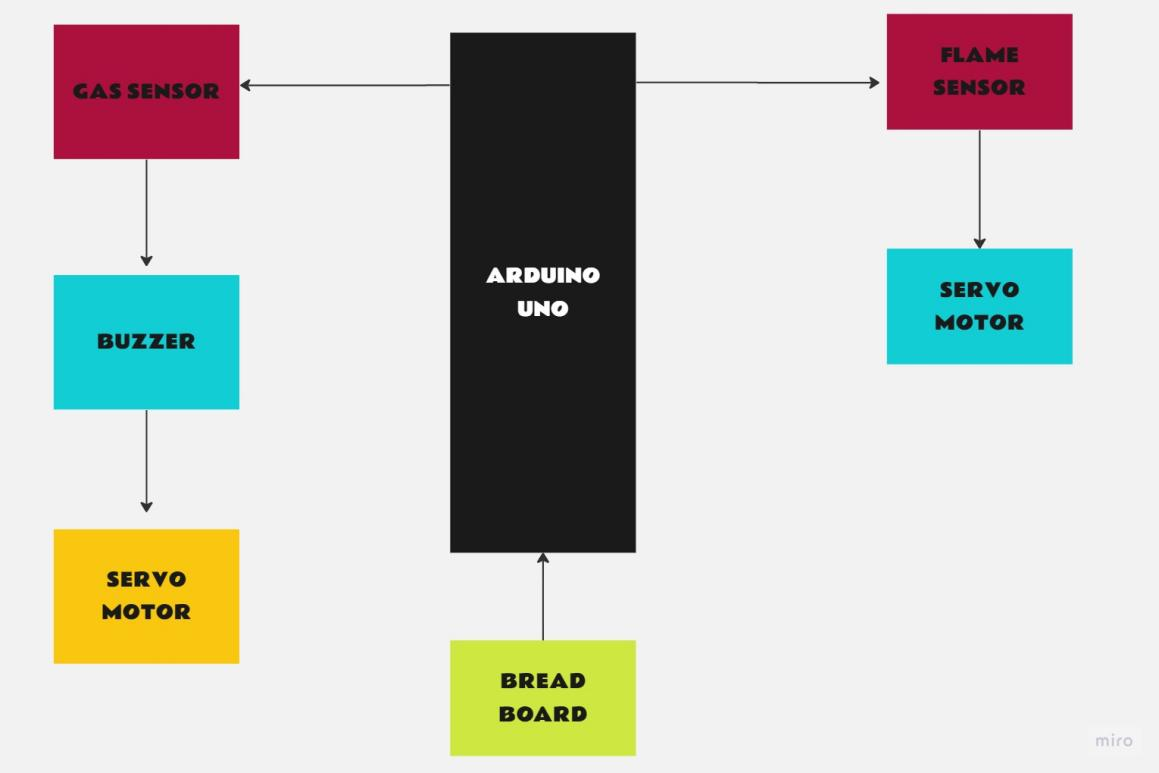 GAS SENSOR
FLAME
SENSOR
ARDUINO
UNO
BUZZER
SERVO
MOTOR
SERVO
MOTOR
BREAD
BOARD
miro